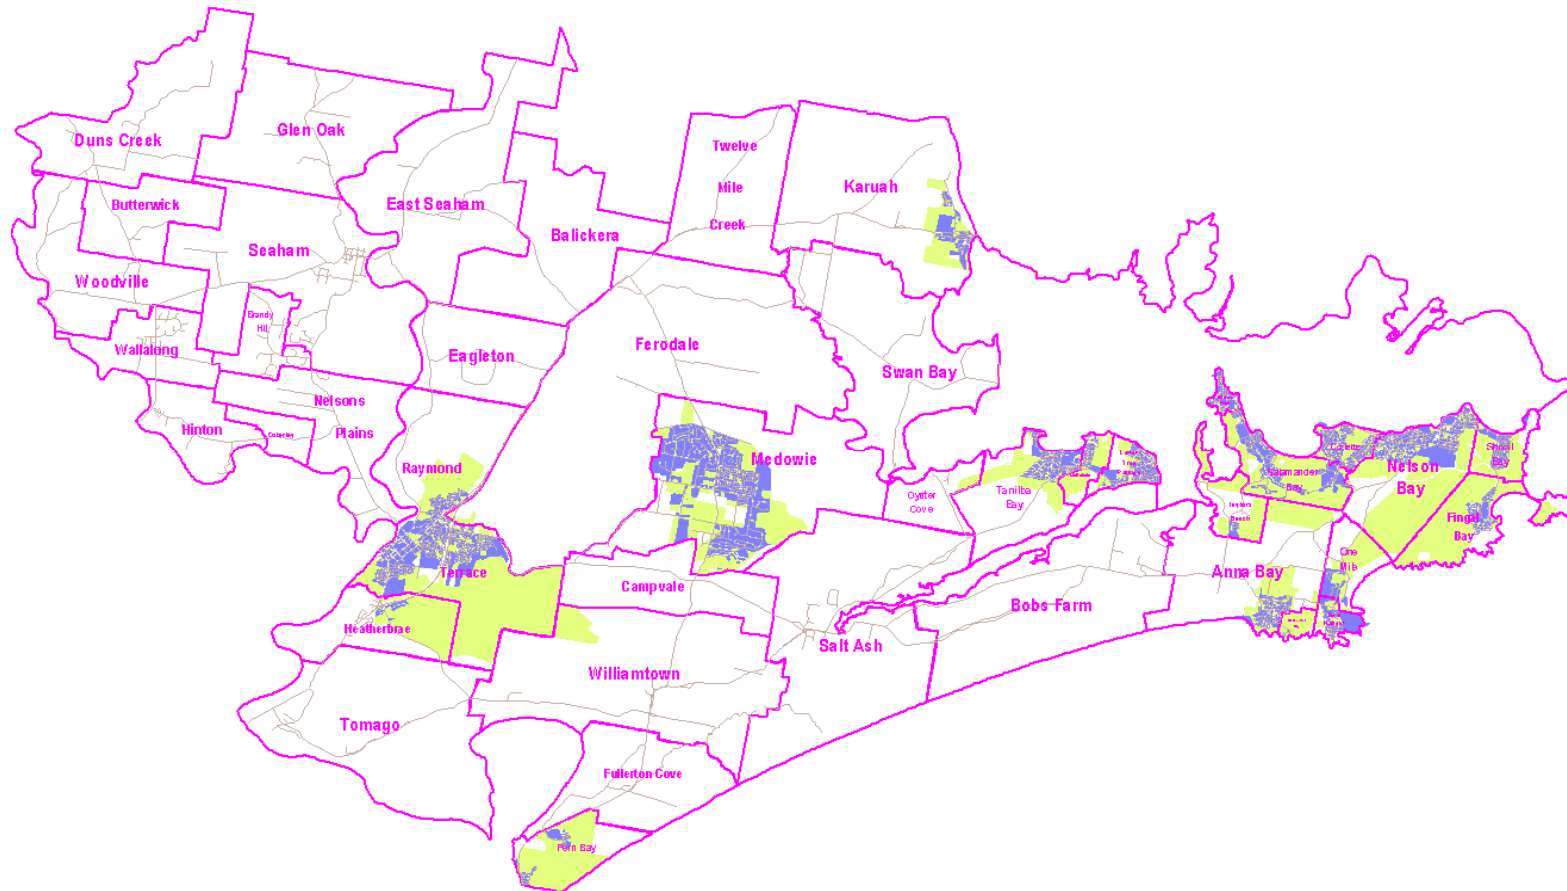 Duns Creek
Glen Oak
Butterwick
East Seaham
Seaham
Balickera
Twelve
Mile
Creek
Karuah
Woodville
Brandy
Hill
Wallalong
Eagleton
Ferodale
Swan Bay
Nelsons
Plains
Hinton
Raymond
Terrace
Medowie
Oyster
Cove
Tanilba
Bay
Salamander
Bay
Nelson
Bay
Shoal
Bay
Fingal
Bay
One
Mile
Anna Bay
Bobs Farm
Campvale
Heatherbrae
Salt Ash
Williamtown
Tomago
Fullerton Cove
Fern Bay